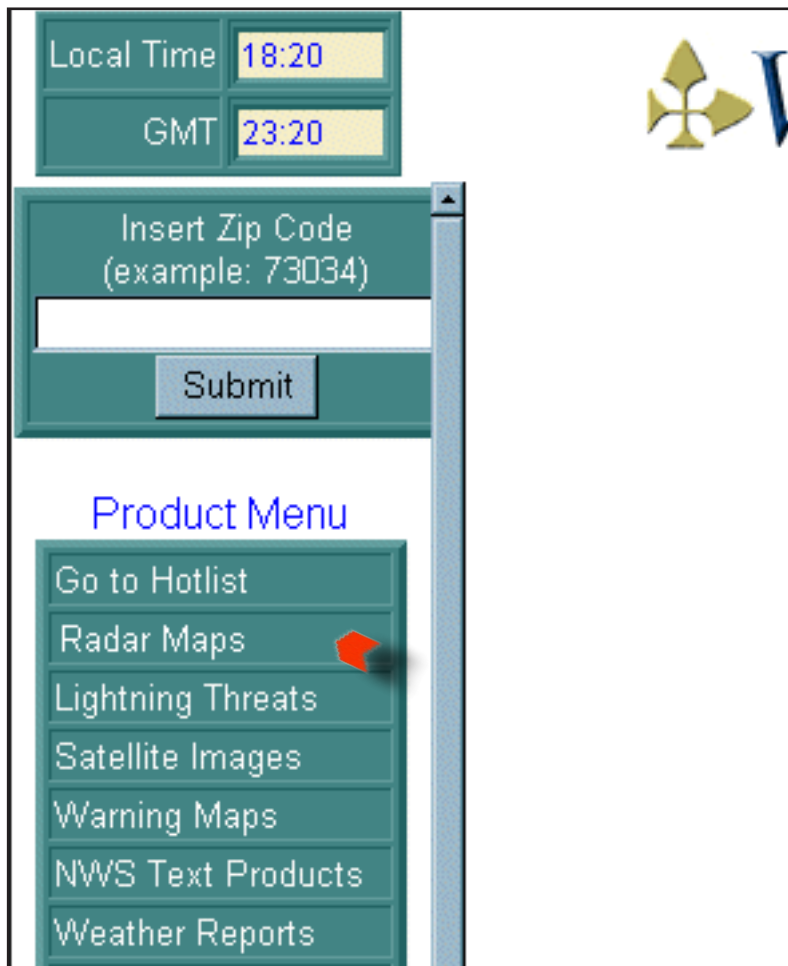 Local Time 18:20
GMT 23:20
Insert Zip Code
(example: 73034)
Submit
Product Menu
Go to Hotlist
Radar Maps
Lightning Threats
Satellite Images
Warning Maps
NWS Text Products
Weather Reports